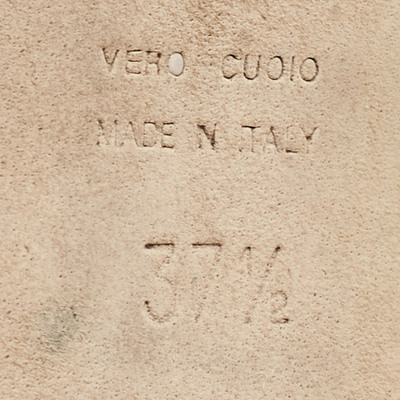 VERO CUOIO
MADE IN ITALY
37½